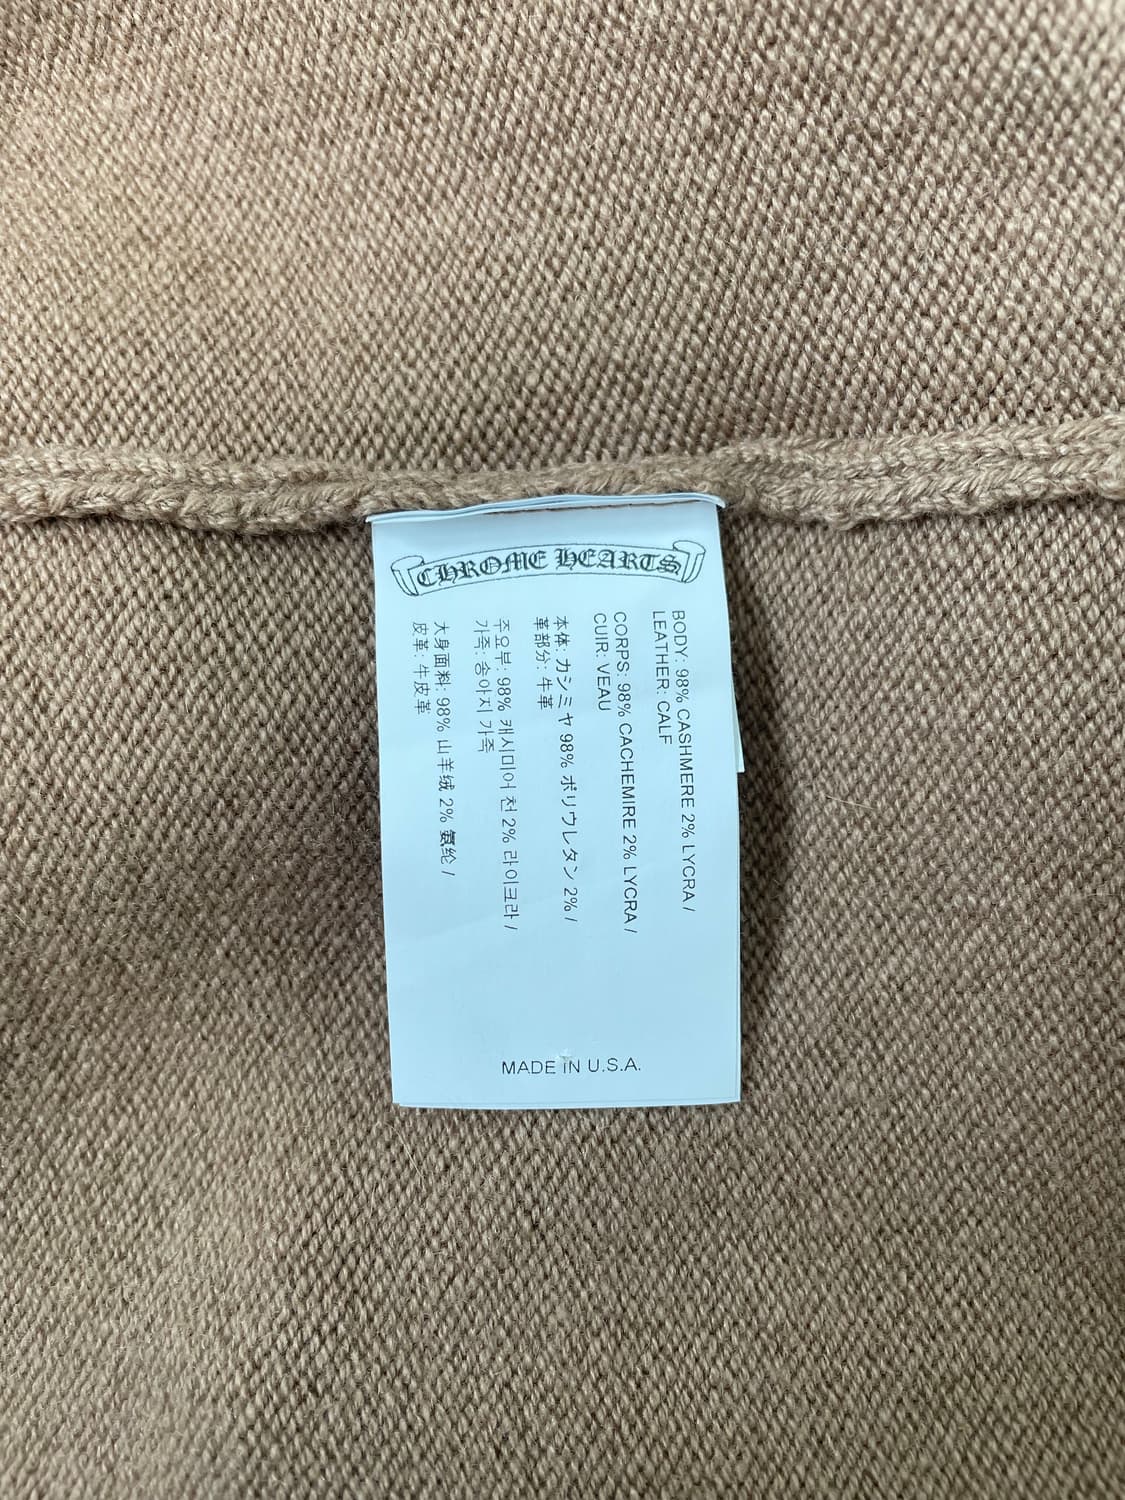 CHROME HEARTS
BODY: 98% CASHMERE 2% LYCRA /
LEATHER: CALF
CORPS: 98% CACHEMIRE 2% LYCRA /
CUIR: VEAU
本体: カシミヤ 98% ポリウレタン 2% /
革部分: 牛革
주요부: 98% 캐시미어 천 2% 라이크라 /
가죽: 송아지 가죽
大身面料: 98% 山羊绒 2% 氨纶 /
皮革: 牛皮革
MADE IN U.S.A.